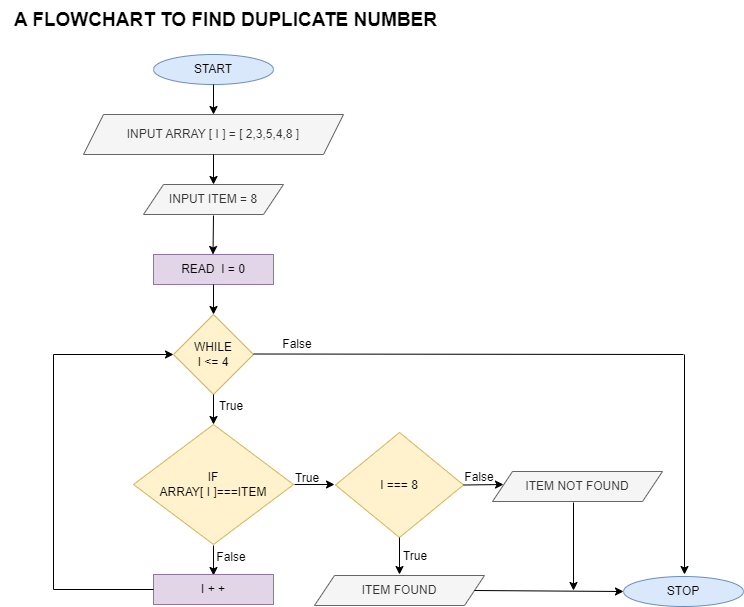 A FLOWCHART TO FIND DUPLICATE NUMBER
START
INPUT ARRAY [ I ] = [ 2,3,5,4,8 ]
INPUT ITEM = 8
READ I = 0
WHILE
I <= 4
False
True
IF
ARRAY[ I ]===ITEM
True
I === 8
False
ITEM NOT FOUND
False
True
I + +
ITEM FOUND
STOP